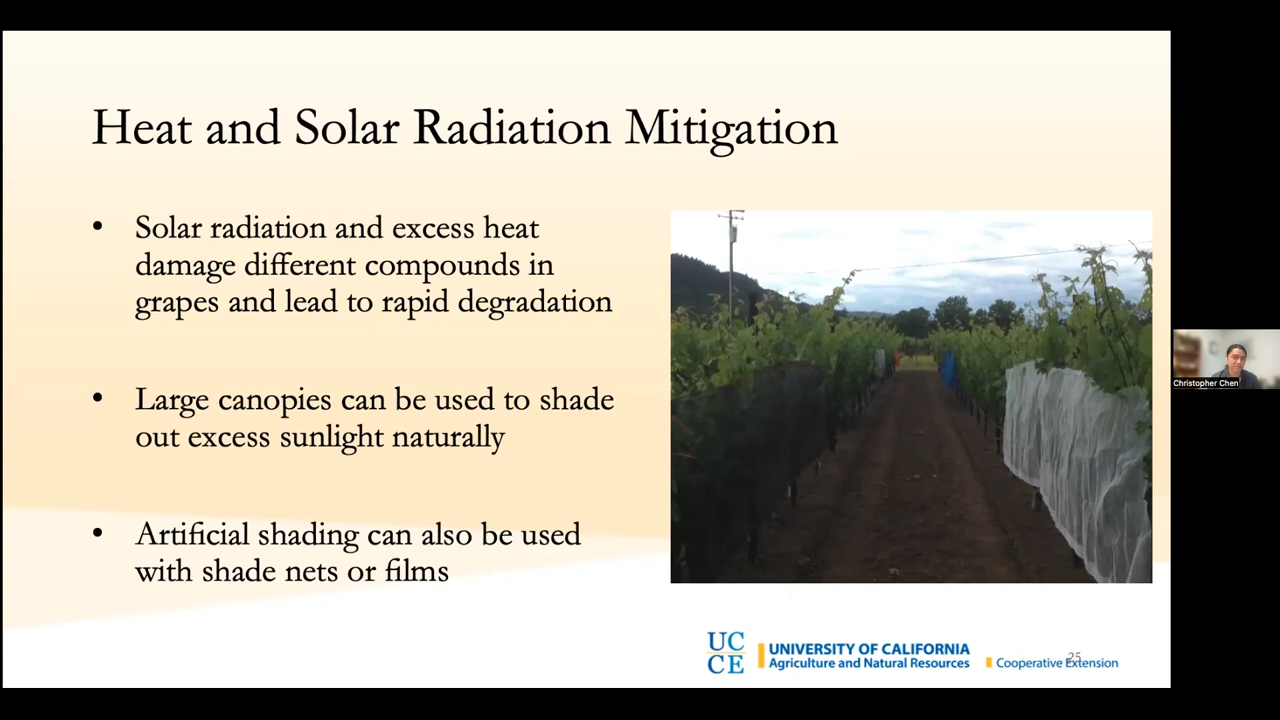 Heat and Solar Radiation Mitigation
• Solar radiation and excess heat
damage different compounds in
grapes and lead to rapid degradation
• Large canopies can be used to shade
out excess sunlight naturally
• Artificial shading can also be used
with shade nets or films
Christopher Chen
UC
CE
UNIVERSITY OF CALIFORNIA
Agriculture and Natural Resources
Cooperative Extension
25